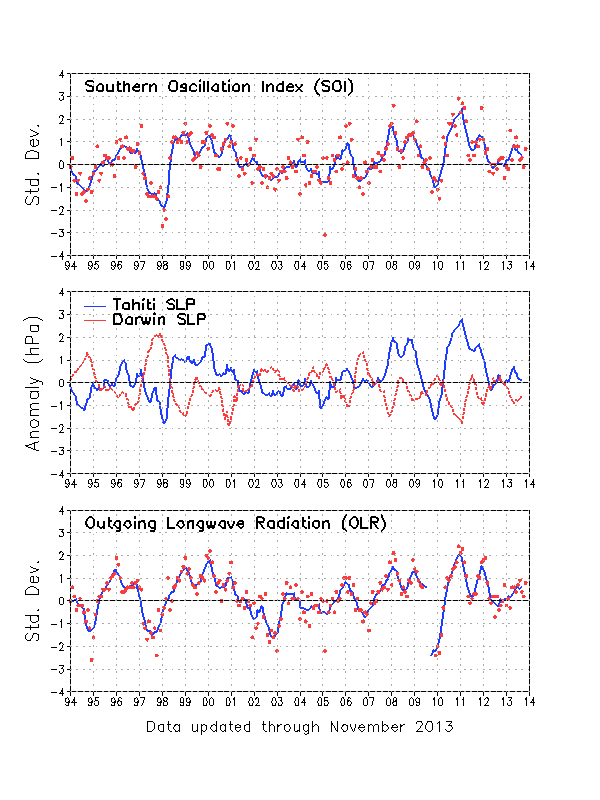 Southern Oscillation Index (SOI)
Std. Dev.
4
3
2
1
0
-1
-2
-3
-4
94 95 96 97 98 99 00 01 02 03 04 05 06 07 08 09 10 11 12 13 14
Tahiti SLP
Darwin SLP
Anomaly (hPa)
4
3
2
1
0
-1
-2
-3
-4
94 95 96 97 98 99 00 01 02 03 04 05 06 07 08 09 10 11 12 13 14
Outgoing Longwave Radiation (OLR)
Std. Dev.
4
3
2
1
0
-1
-2
-3
-4
94 95 96 97 98 99 00 01 02 03 04 05 06 07 08 09 10 11 12 13 14
Data updated through November 2013